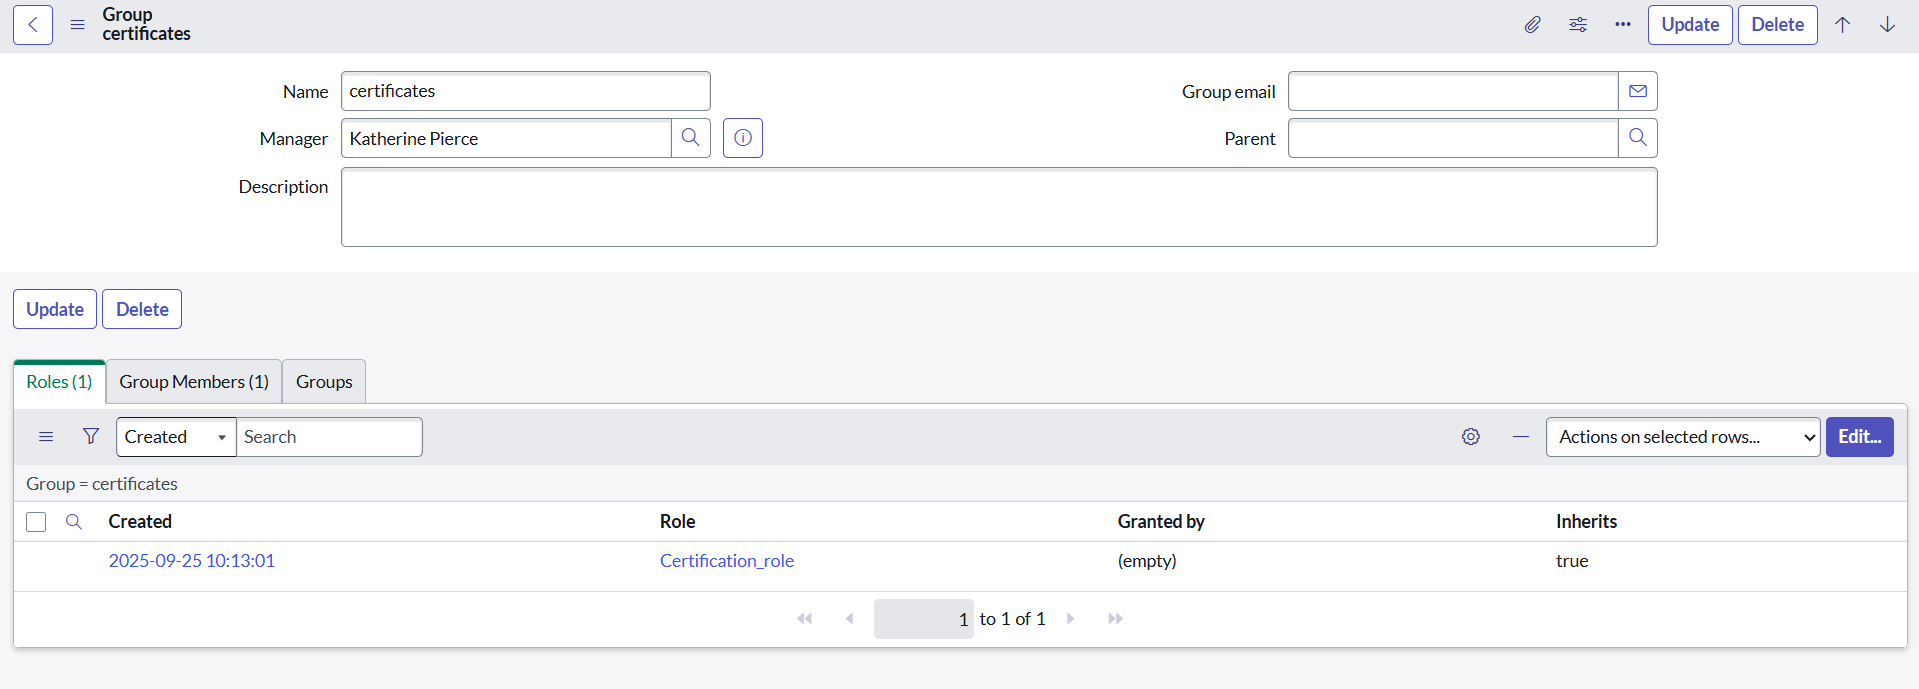 Group
certificates
Update Delete
Name certificates Group email
Manager Katherine Pierce Parent
Description
Update Delete
Roles (1) Group Members (1) Groups
Created Search Actions on selected rows... Edit...
Group = certificates
Created Role Granted by Inherits
2025-09-25 10:13:01 Certification_role (empty) true
1 to 1 of 1